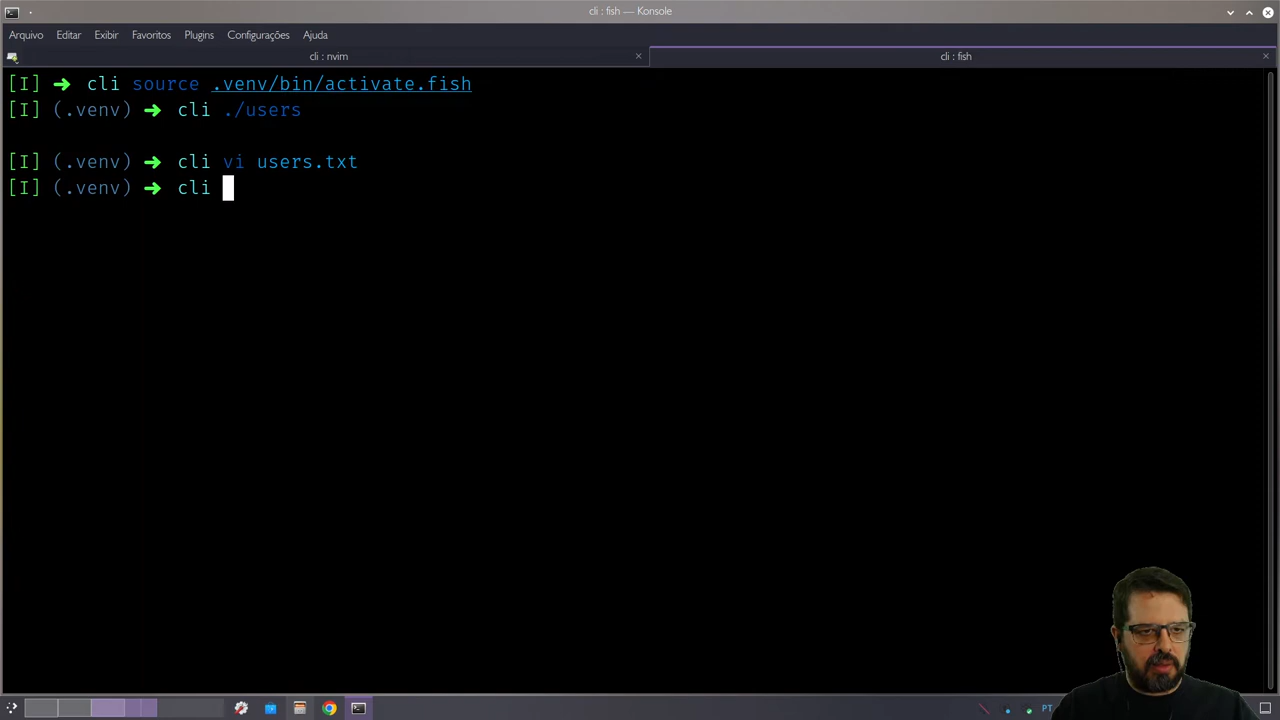 cli : fish — Konsole
Arquivo Editar Exibir Favoritos Plugins Configurações Ajuda
cli : nvim
cli : fish
[I] ➜ cli source .venv/bin/activate.fish
[I] (.venv) ➜ cli ./users
[I] (.venv) ➜ cli vi users.txt
[I] (.venv) ➜ cli
PT